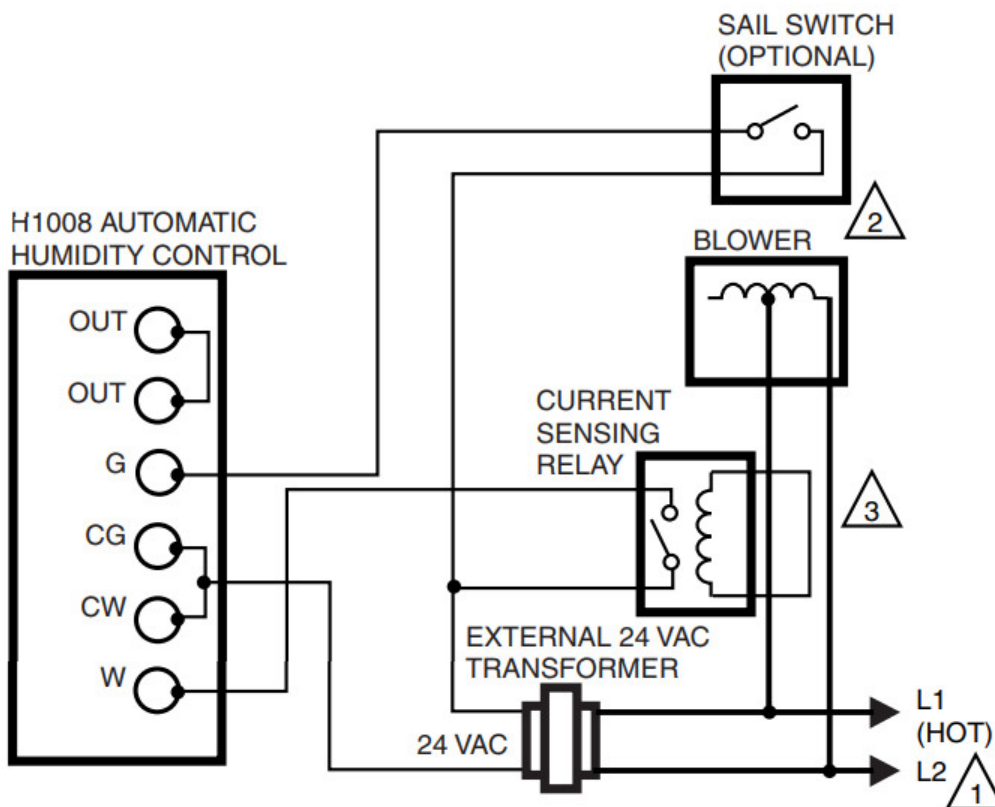 SAIL SWITCH
(OPTIONAL)
2
H1008 AUTOMATIC
HUMIDITY CONTROL
BLOWER
OUT
OUT
G
CG
CW
W
CURRENT
SENSING
RELAY
3
EXTERNAL 24 VAC
TRANSFORMER
24 VAC
L1
(HOT)
L2
1